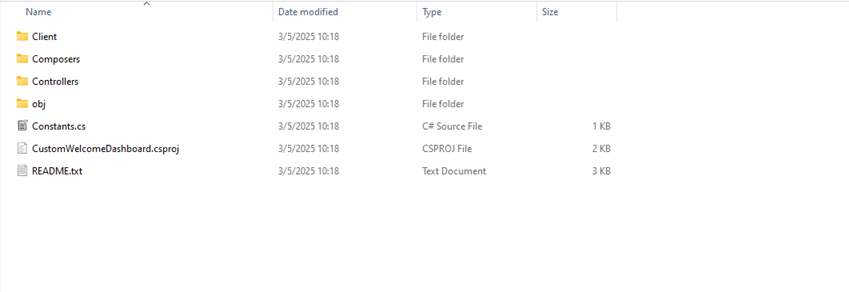 Name Date modified Type Size
Client 3/5/2025 10:18 File folder
Composers 3/5/2025 10:18 File folder
Controllers 3/5/2025 10:18 File folder
obj 3/5/2025 10:18 File folder
Constants.cs 3/5/2025 10:18 C# Source File 1 KB
CustomWelcomeDashboard.csproj 3/5/2025 10:18 CSPROJ File 2 KB
README.txt 3/5/2025 10:18 Text Document 3 KB